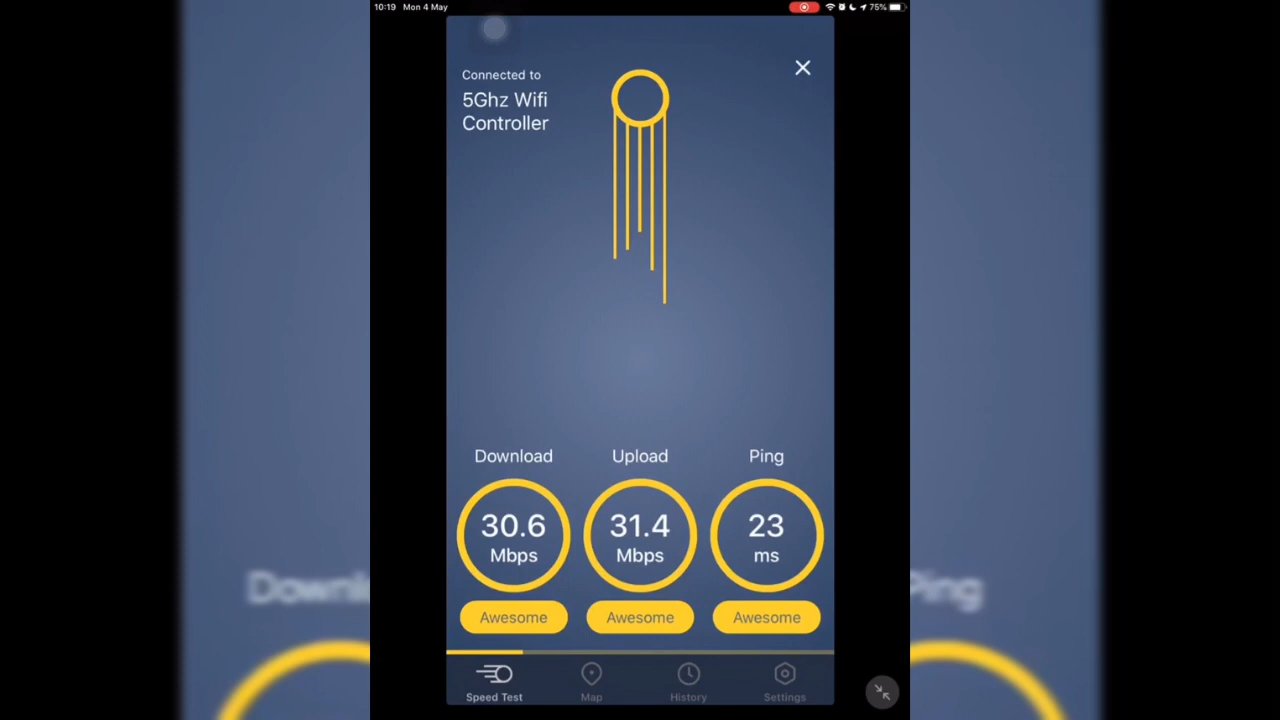 10:19 Mon 4 May
75%
Connected to
5Ghz Wifi
Controller
Download Upload Ping
30.6 31.4 23
Mbps Mbps ms
Awesome Awesome Awesome
Speed Test Map History Settings
Ping